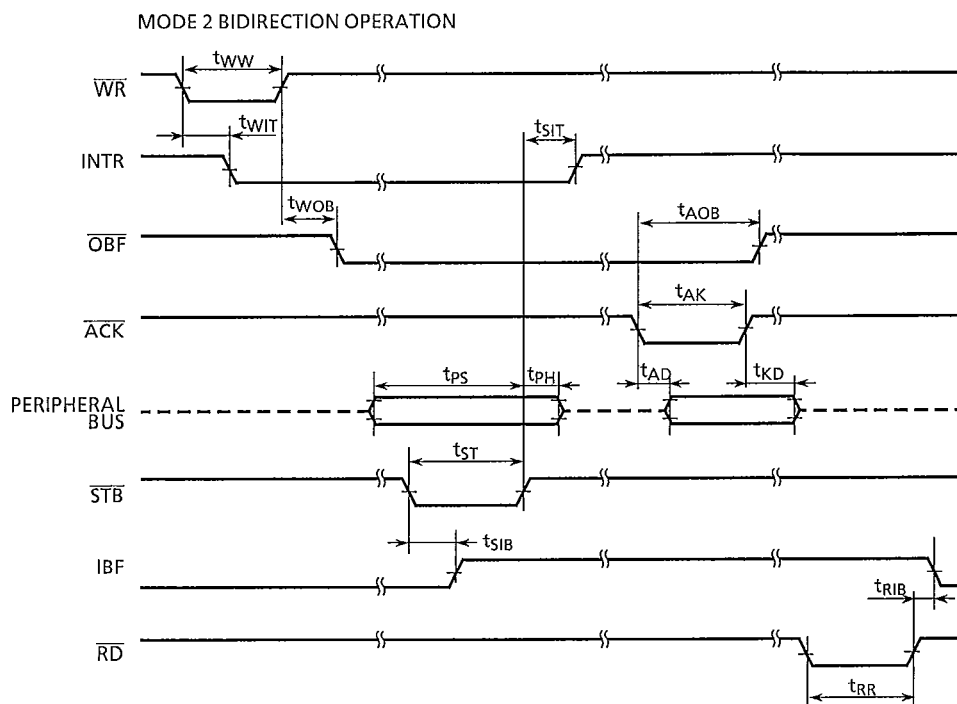 MODE 2 BIDIRECTION OPERATION
tWW
WR
tWIT
tSIT
INTR
tWOB
tAOB
OBF
tAK
ACK
tPS
tPH
tAD
tKD
PERIPHERAL
BUS
tST
STB
tSIB
IBF
tRIB
RD
tRR